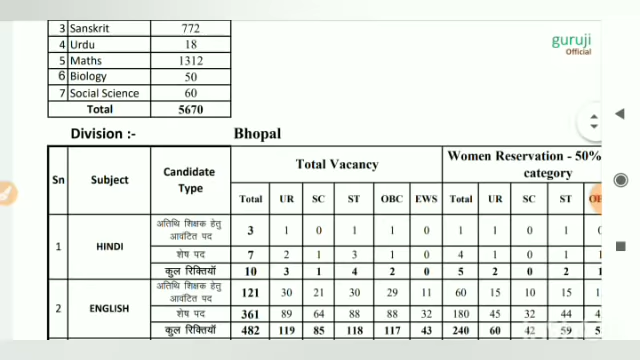 3 Sanskrit 772
guruji
Official
4 Urdu 18
5 Maths 1312
6 Biology 50
7 Social Science 60
Total 5670
Division :- Bhopal
Sn Subject Candidate Type Total Vacancy Women Reservation - 50% category
Total UR SC ST OBC EWS Total UR SC ST
1 HINDI अतिथि शिक्षक हेतु आवंटित पद 3 1 0 1 1 0 1 1 0 1
शेष पद 7 2 1 3 1 0 4 1 0 1
कुल रिक्तियाँ 10 3 1 4 2 0 5 2 0 2
2 ENGLISH अतिथि शिक्षक हेतु आवंटित पद 121 30 21 30 29 11 60 15 10 15
शेष पद 361 89 64 88 88 32 180 45 32 44
कुल रिक्तियाँ 482 119 85 118 117 43 240 60 42 59